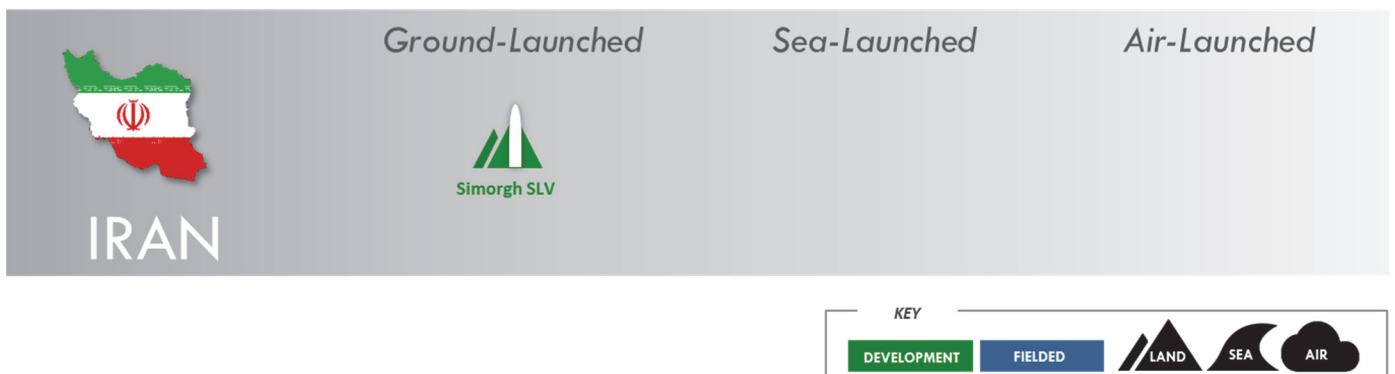 Ground-Launched Sea-Launched Air-Launched
Simorgh SLV
IRAN
KEY
DEVELOPMENT FIELDED LAND SEA AIR